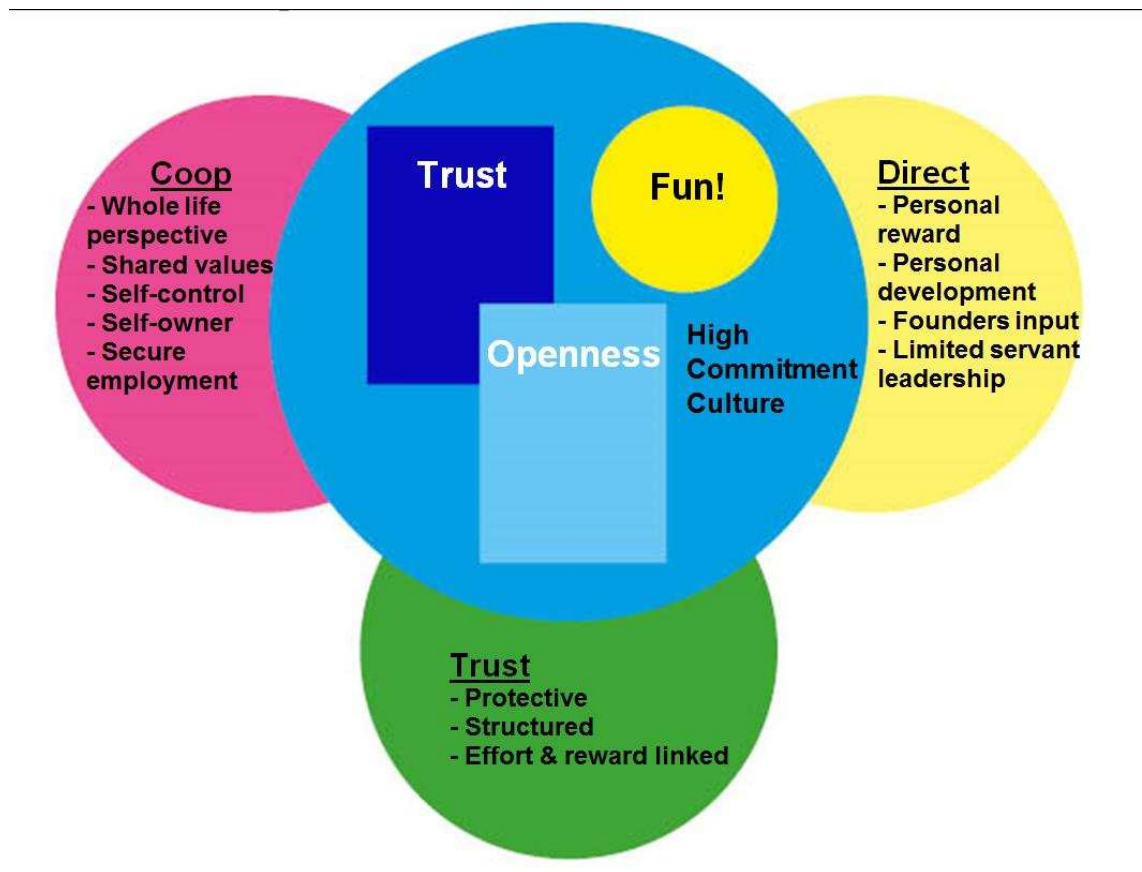 Coop
- Whole life
perspective
- Shared values
- Self-control
- Self-owner
- Secure
employment
Trust
Fun!
Openness
High
Commitment
Culture
Direct
- Personal
reward
- Personal
development
- Founders input
- Limited servant
leadership
Trust
- Protective
- Structured
- Effort & reward linked